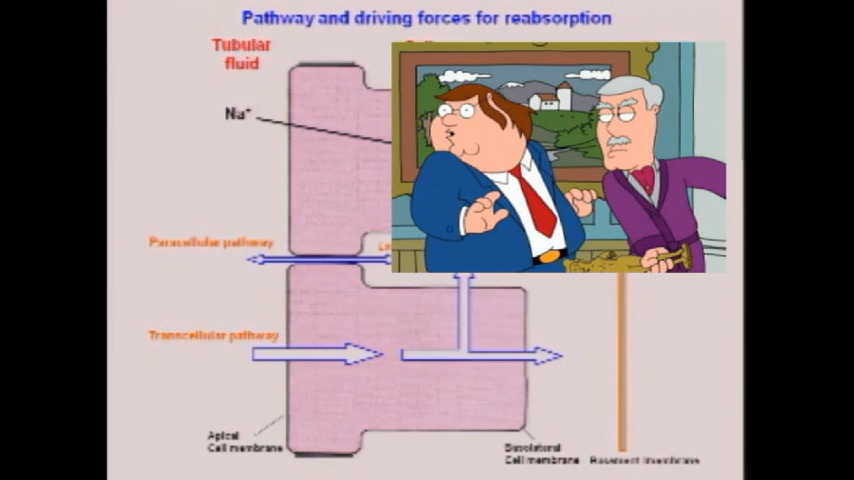 Pathway and driving forces for reabsorption
Tubular
fluid
Na⁺
Paracellular pathway
Transcellular pathway
Apical
Cell membrane
Basolateral
Cell membrane
Basement membrane